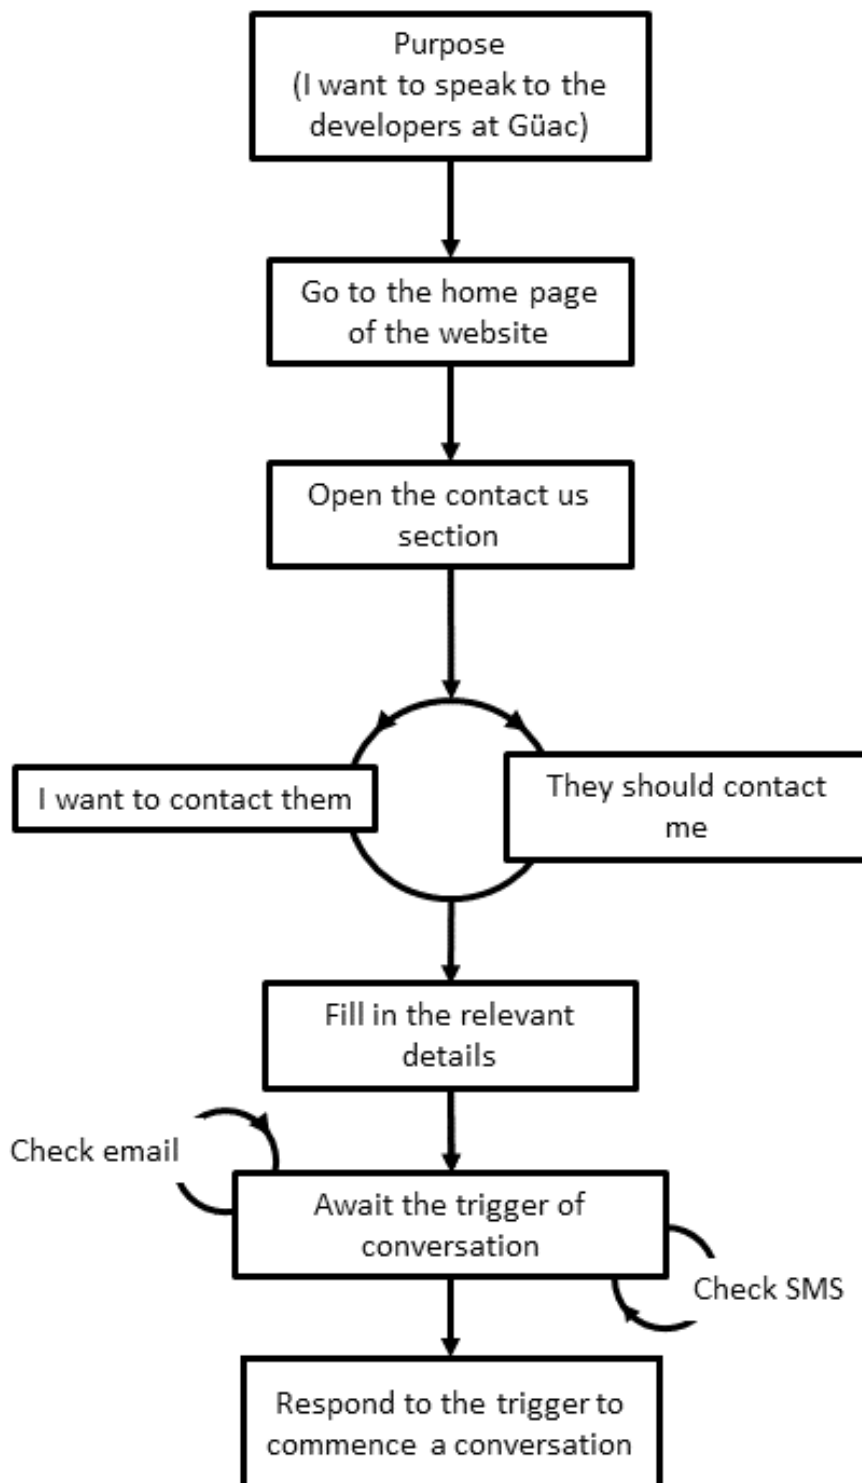 Purpose
(I want to speak to the
developers at Güac)
Go to the home page
of the website
Open the contact us
section
I want to contact them
They should contact
me
Fill in the relevant
details
Check email
Await the trigger of
conversation
Check SMS
Respond to the trigger to
commence a conversation